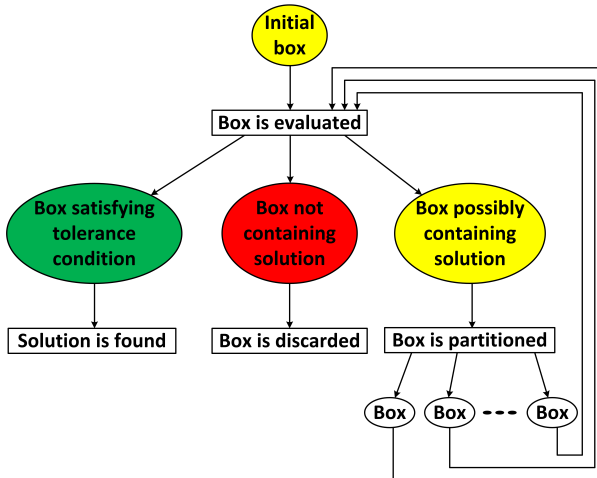 Initial
box
Box is evaluated
Box satisfying
tolerance
condition
Box not
containing
solution
Box possibly
containing
solution
Solution is found
Box is discarded
Box is partitioned
Box
Box
Box